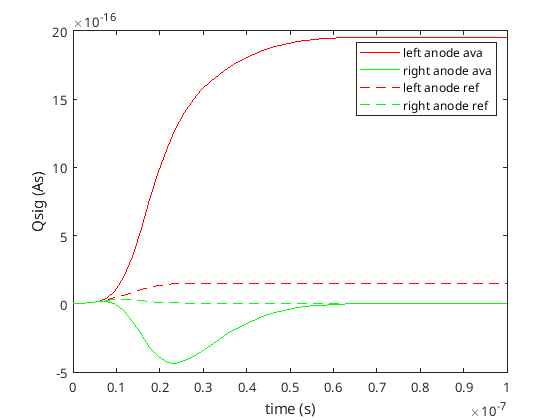 ×10⁻¹⁶
20
15
10
5
0
-5
Qsig (As)
left anode ava
right anode ava
left anode ref
right anode ref
0 0.1 0.2 0.3 0.4 0.5 0.6 0.7 0.8 0.9 1
time (s)
×10⁻⁷